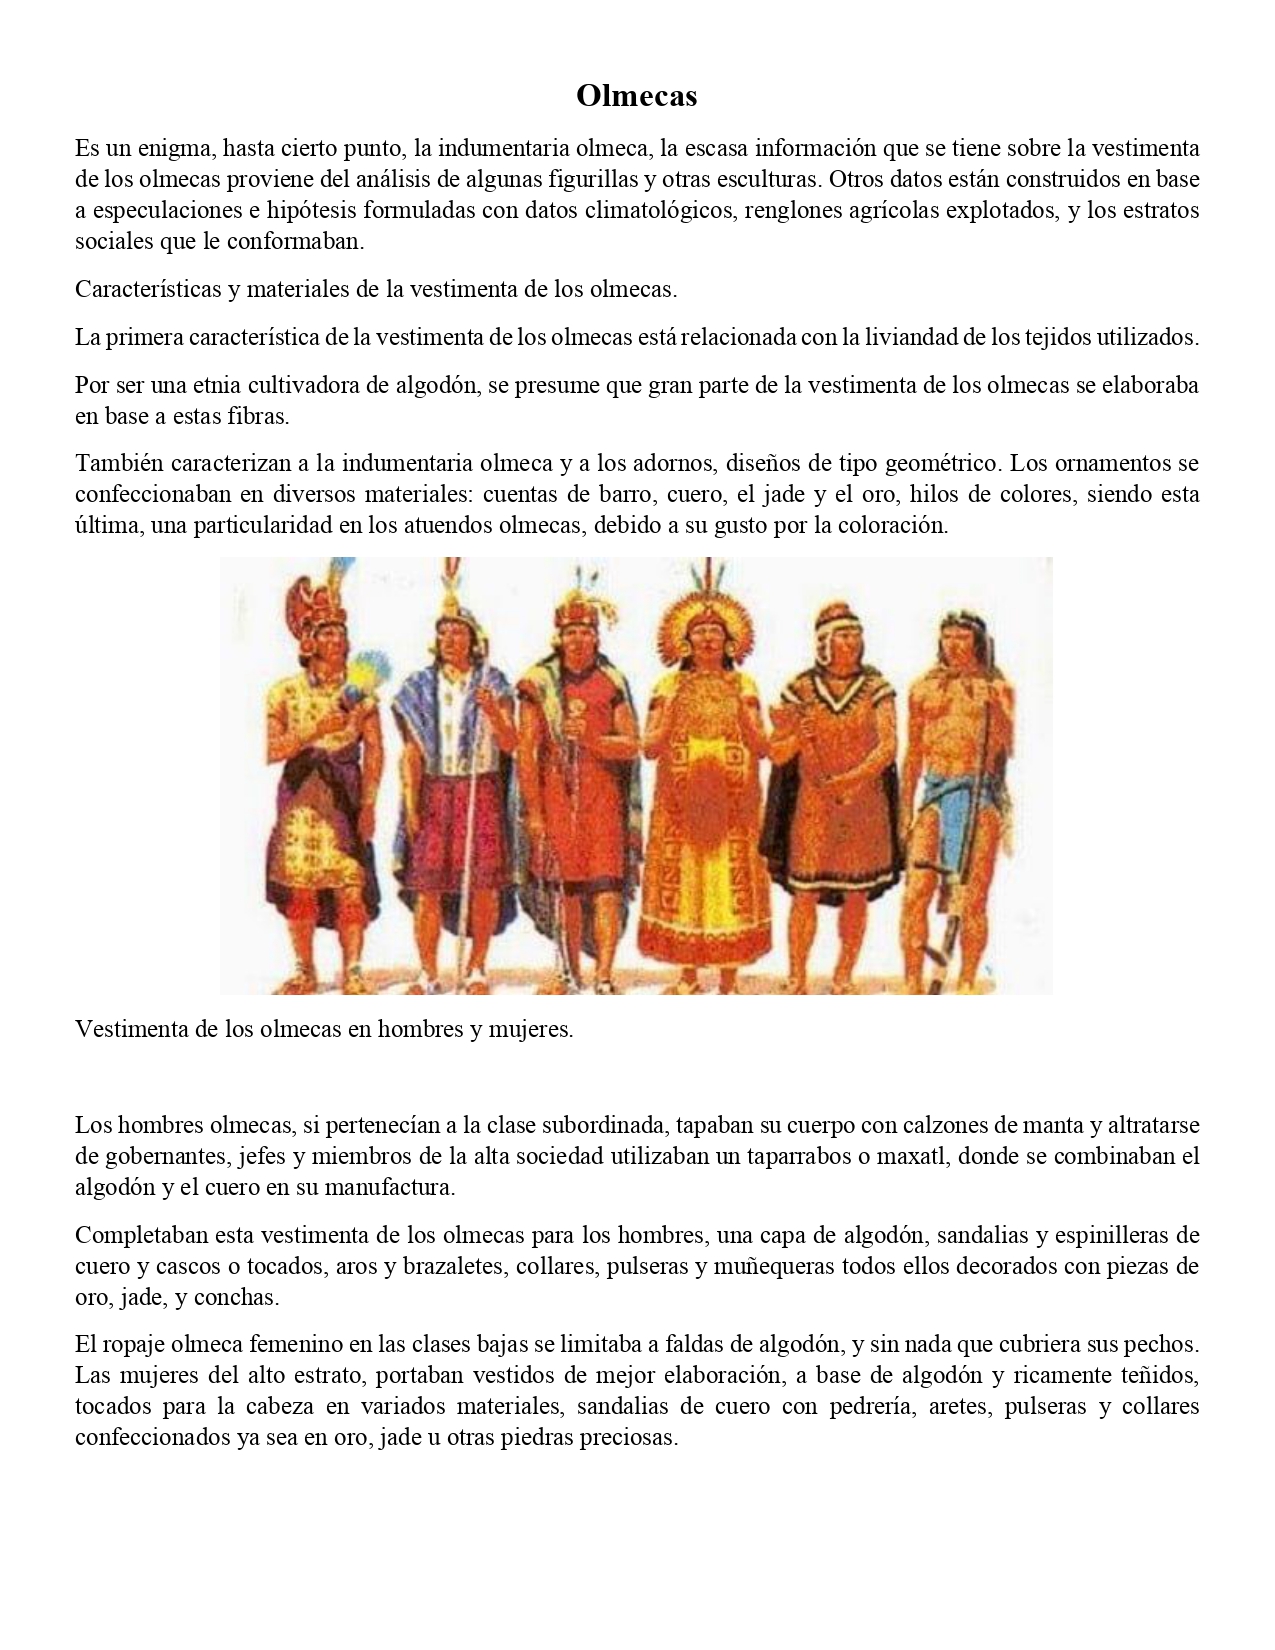 Olmecas
Es un enigma, hasta cierto punto, la indumentaria olmeca, la escasa información que se tiene sobre la vestimenta
de los olmecas proviene del análisis de algunas figurillas y otras esculturas. Otros datos están construidos en base
a especulaciones e hipótesis formuladas con datos climatológicos, renglones agrícolas explotados, y los estratos
sociales que le conformaban.
Características y materiales de la vestimenta de los olmecas.
La primera característica de la vestimenta de los olmecas está relacionada con la liviandad de los tejidos utilizados.
Por ser una etnia cultivadora de algodón, se presume que gran parte de la vestimenta de los olmecas se elaboraba
en base a estas fibras.
También caracterizan a la indumentaria olmeca y a los adornos, diseños de tipo geométrico. Los ornamentos se
confeccionaban en diversos materiales: cuentas de barro, cuero, el jade y el oro, hilos de colores, siendo esta
última, una particularidad en los atuendos olmecas, debido a su gusto por la coloración.
Vestimenta de los olmecas en hombres y mujeres.
Los hombres olmecas, si pertenecían a la clase subordinada, tapaban su cuerpo con calzones de manta y altratarse
de gobernantes, jefes y miembros de la alta sociedad utilizaban un taparrabos o maxatl, donde se combinaban el
algodón y el cuero en su manufactura.
Completaban esta vestimenta de los olmecas para los hombres, una capa de algodón, sandalias y espinilleras de
cuero y cascos o tocados, aros y brazaletes, collares, pulseras y muñequeras todos ellos decorados con piezas de
oro, jade, y conchas.
El ropaje olmeca femenino en las clases bajas se limitaba a faldas de algodón, y sin nada que cubriera sus pechos.
Las mujeres del alto estrato, portaban vestidos de mejor elaboración, a base de algodón y ricamente teñidos,
tocados para la cabeza en variados materiales, sandalias de cuero con pedrería, aretes, pulseras y collares
confeccionados ya sea en oro, jade u otras piedras preciosas.